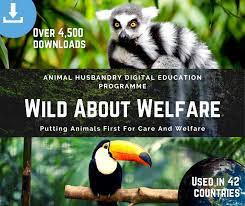 OVER 4,500
DOWNLOADS
ANIMAL HUSBANDRY DIGITAL EDUCATION
PROGRAMME
WILD ABOUT WELFARE
Putting Animals First For Care And Welfare
USED IN 42
COUNTRIES